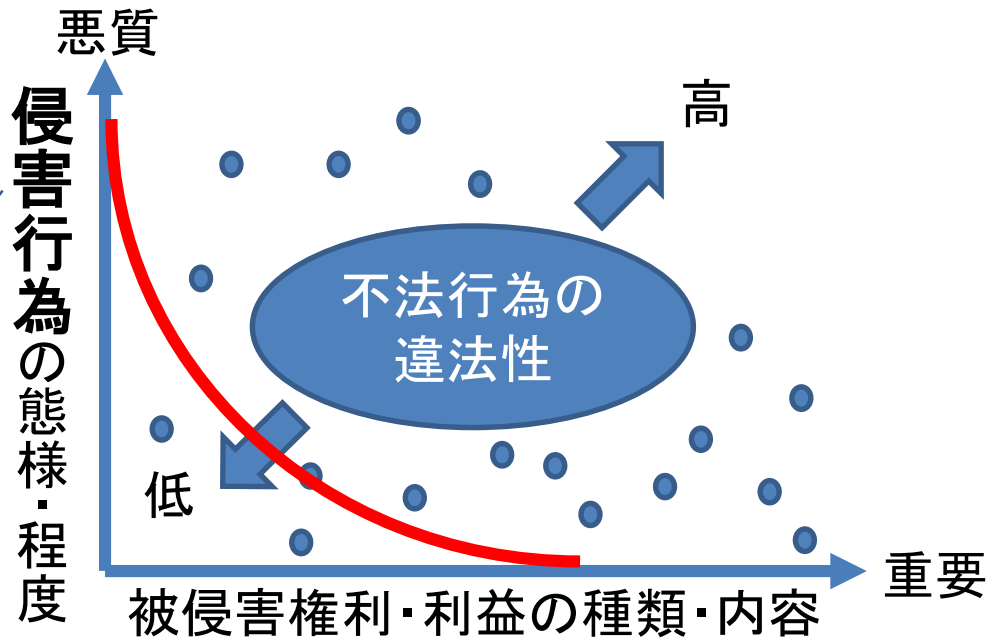 悪質
侵害行為の態様・程度
高
不法行為の
違法性
低
重要
被侵害権利・利益の種類・内容